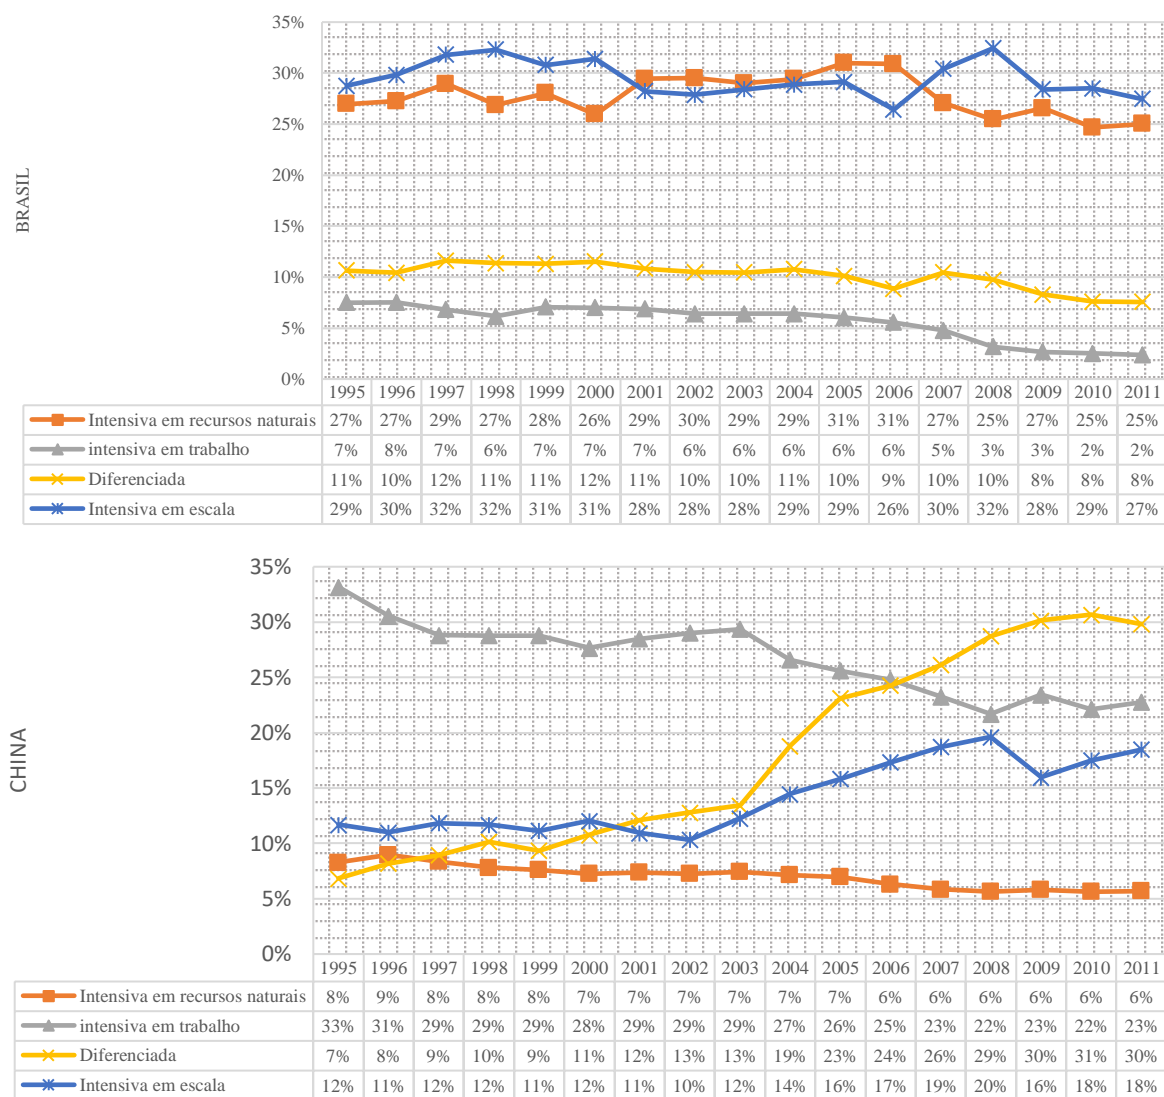 35%
30%
25%
20%
15%
10%
5%
0%
BRASIL
1995 1996 1997 1998 1999 2000 2001 2002 2003 2004 2005 2006 2007 2008 2009 2010 2011
Intensiva em recursos naturais 27% 27% 29% 27% 28% 26% 29% 30% 29% 29% 31% 31% 27% 25% 27% 25% 25%
intensiva em trabalho 7% 8% 7% 6% 7% 7% 7% 6% 6% 6% 6% 6% 5% 3% 3% 2% 2%
Diferenciada 11% 10% 12% 11% 11% 12% 11% 10% 10% 11% 10% 9% 10% 10% 8% 8% 8%
Intensiva em escala 29% 30% 32% 32% 31% 31% 28% 28% 28% 29% 29% 26% 30% 32% 28% 29% 27%
35%
30%
25%
20%
15%
10%
5%
0%
CHINA
1995 1996 1997 1998 1999 2000 2001 2002 2003 2004 2005 2006 2007 2008 2009 2010 2011
Intensiva em recursos naturais 8% 9% 8% 8% 8% 7% 7% 7% 7% 7% 7% 6% 6% 6% 6% 6% 6%
intensiva em trabalho 33% 31% 29% 29% 29% 28% 29% 29% 29% 27% 26% 25% 23% 22% 23% 22% 23%
Diferenciada 7% 8% 9% 10% 9% 11% 12% 13% 13% 19% 23% 24% 26% 29% 30% 31% 30%
Intensiva em escala 12% 11% 12% 12% 11% 12% 11% 10% 12% 14% 16% 17% 19% 20% 16% 18% 18%